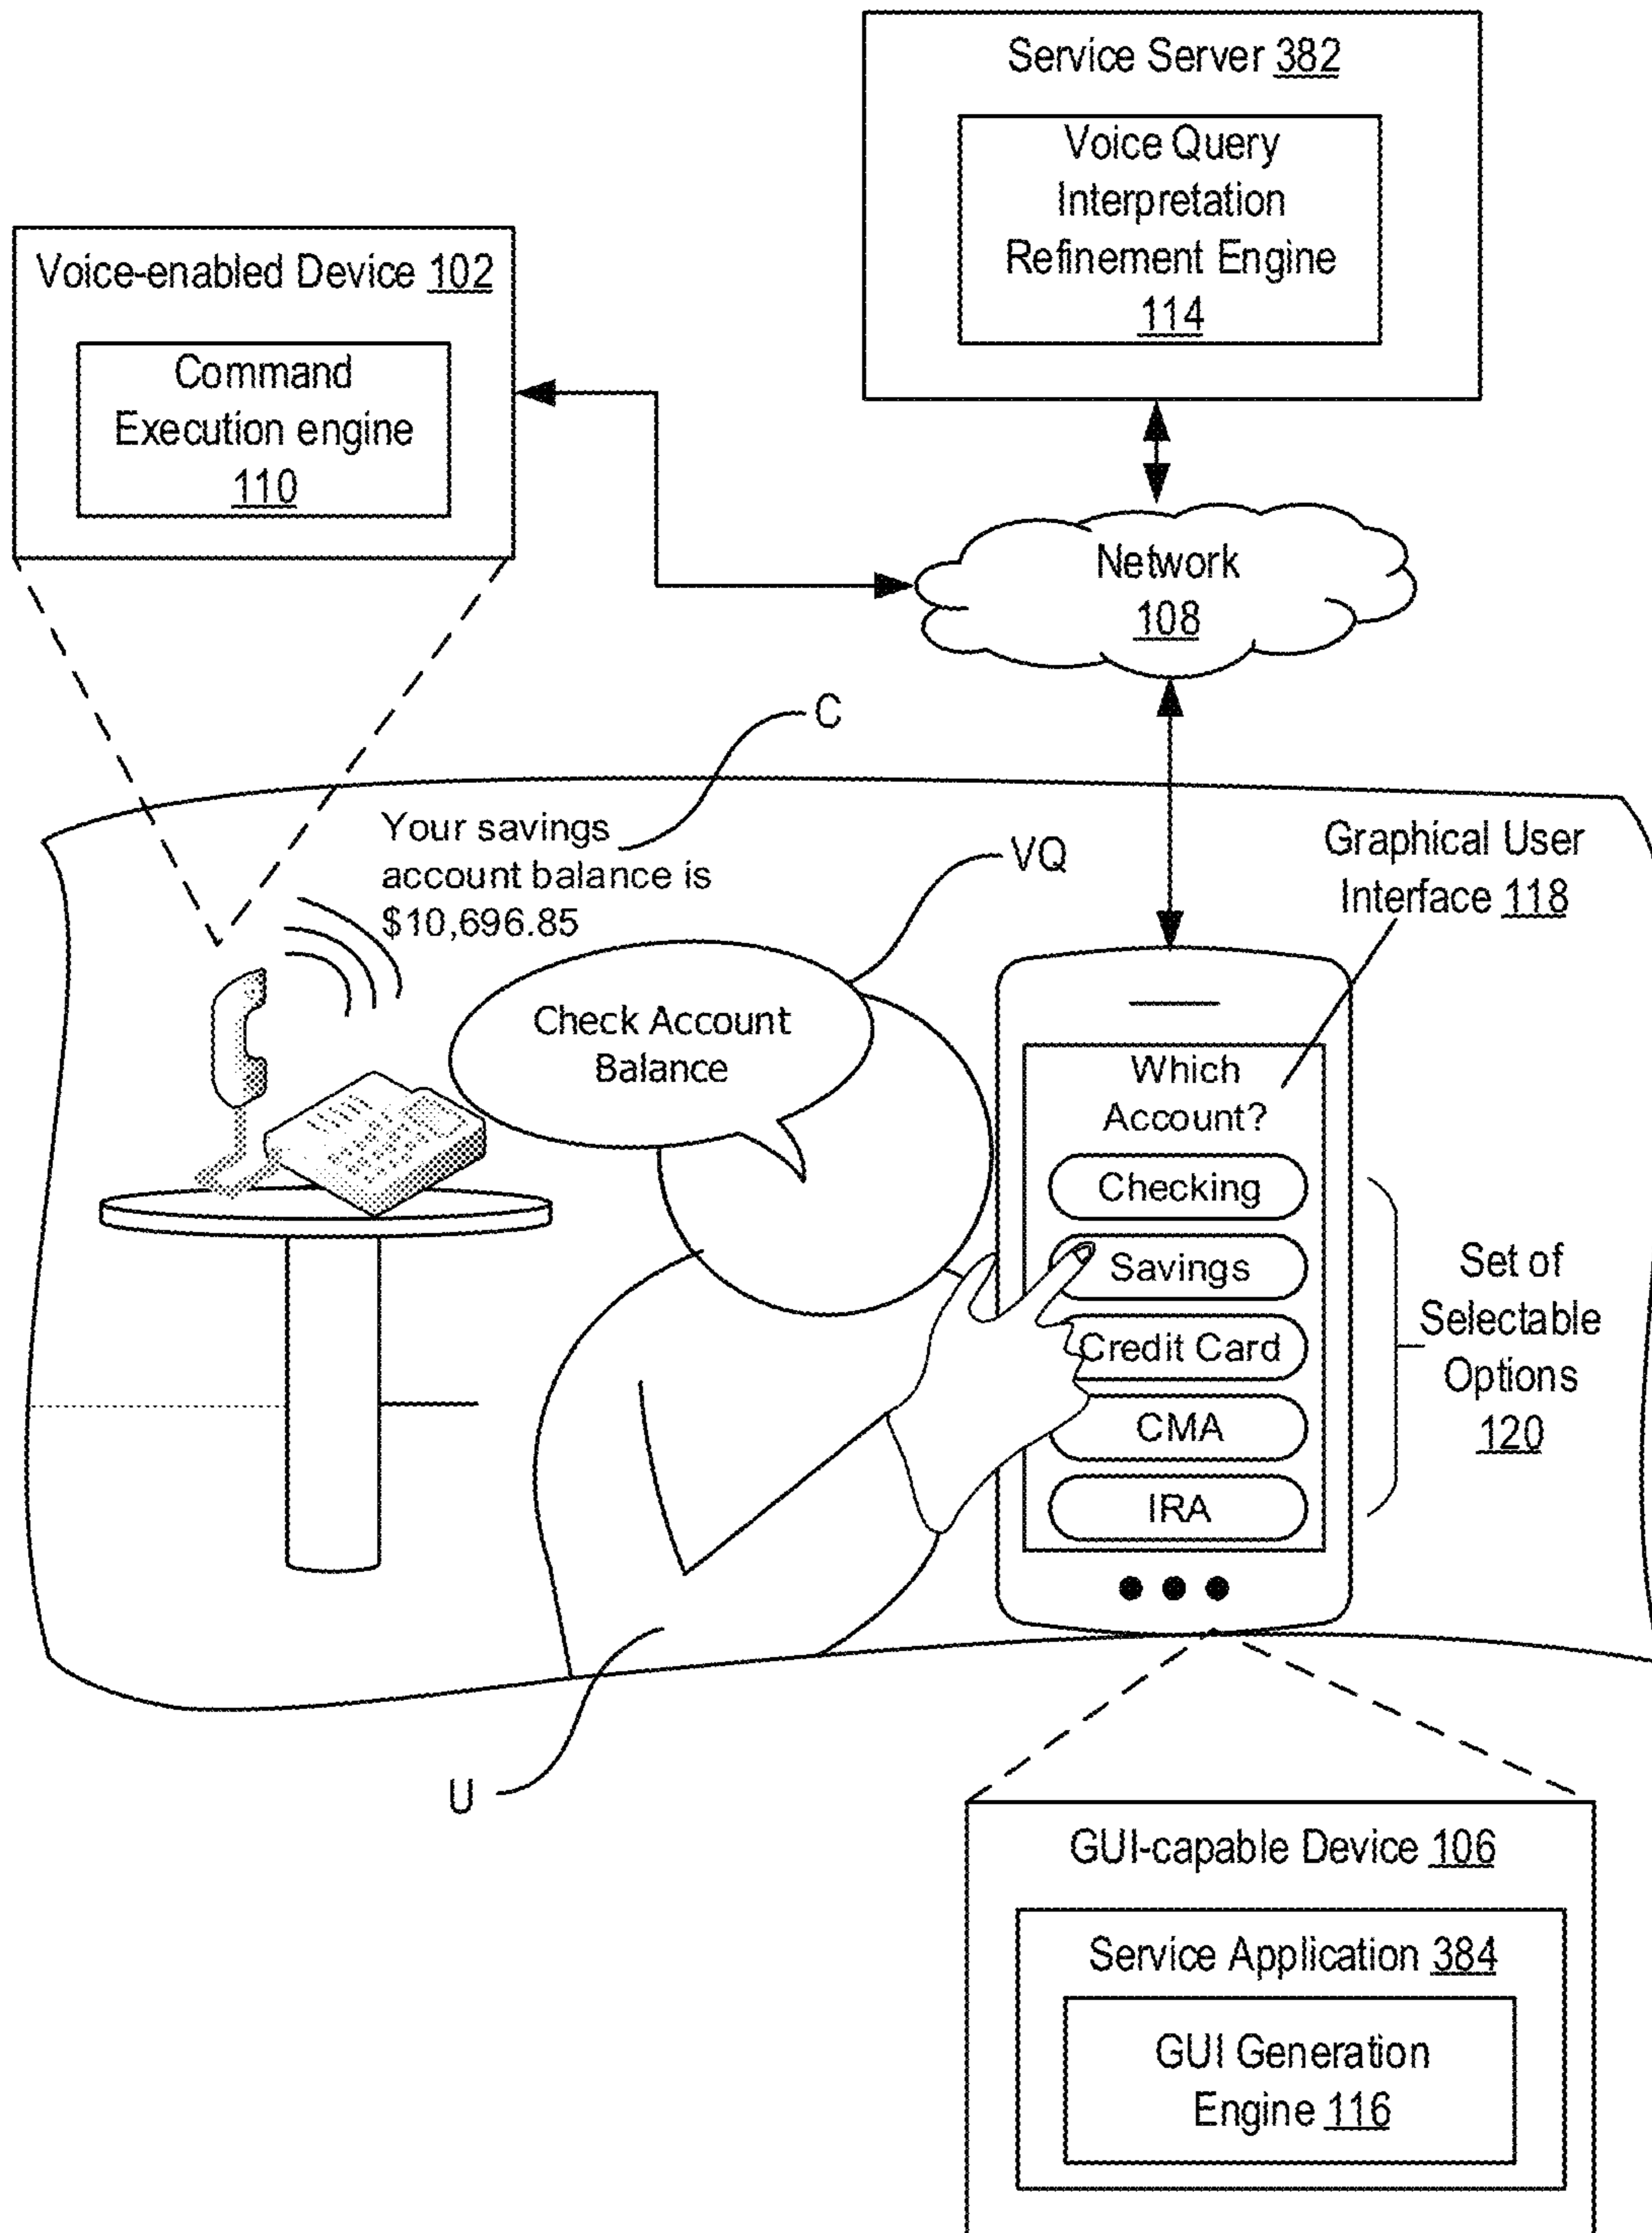 Service Server 382
Voice Query
Interpretation
Refinement Engine
114
Voice-enabled Device 102
Command
Execution engine
110
Network
108
C
Your savings
account balance is
$10,696.85
VQ
Graphical User
Interface 118
Check Account
Balance
Which
Account?
Checking
Savings
Credit Card
CMA
IRA
Set of
Selectable
Options
120
U
GUI-capable Device 106
Service Application 384
GUI Generation
Engine 116